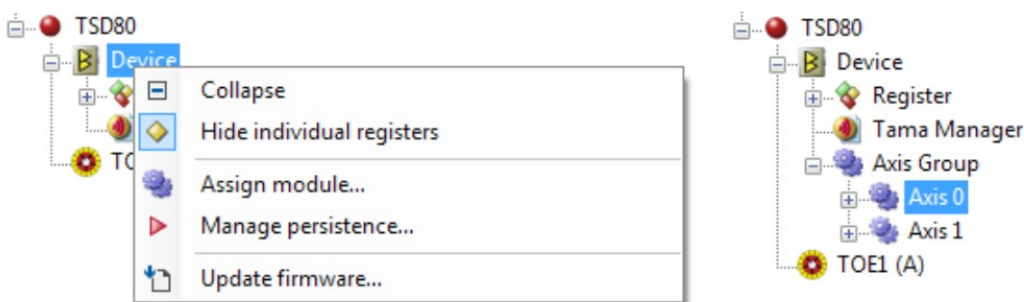 TSD80
Device
Collapse
Hide individual registers
TO
Assign module...
Manage persistence...
Update firmware...
TSD80
Device
Register
Tama Manager
Axis Group
Axis 0
Axis 1
TOE1 (A)